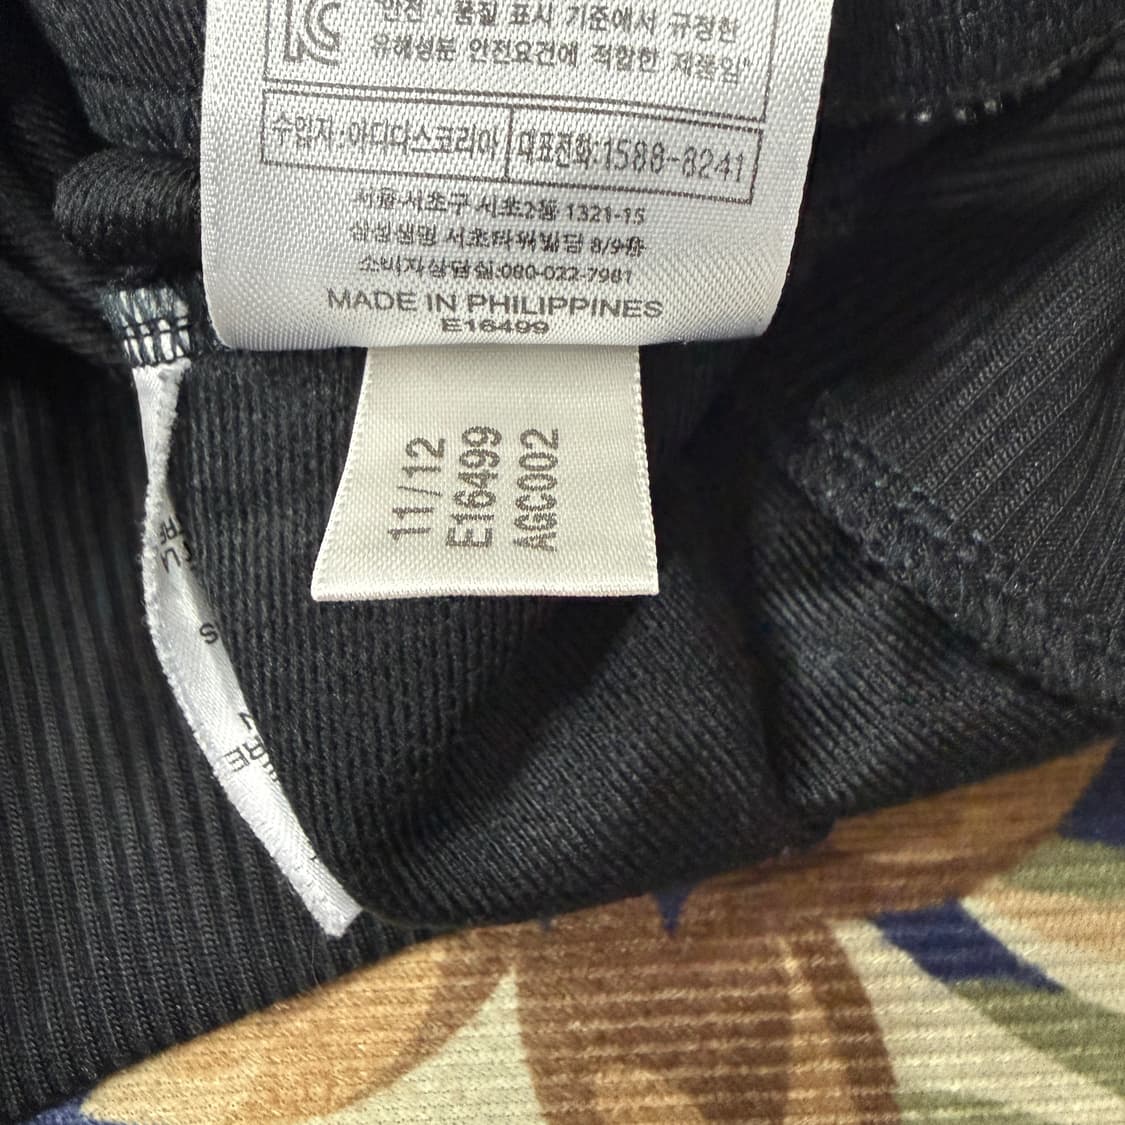 "안전·품질 표시 기준에서 규정한
유해성분 안전요건에 적합한 제품임"
수입자:아디다스코리아 대표전화:1588-8241
서울 서초구 서초2동 1321-15
삼성생명 서초타워빌딩 8/9층
소비자상담실:080-022-7981
MADE IN PHILIPPINES
E16499
11/12
E16499
AGC002